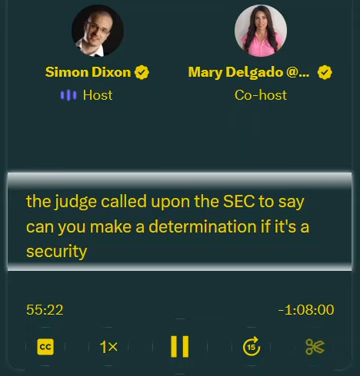 Simon Dixon
Mary Delgado @...
Host
Co-host
the judge called upon the SEC to say
can you make a determination if it's a
security
55:22
-1:08:00
CC
1×
15